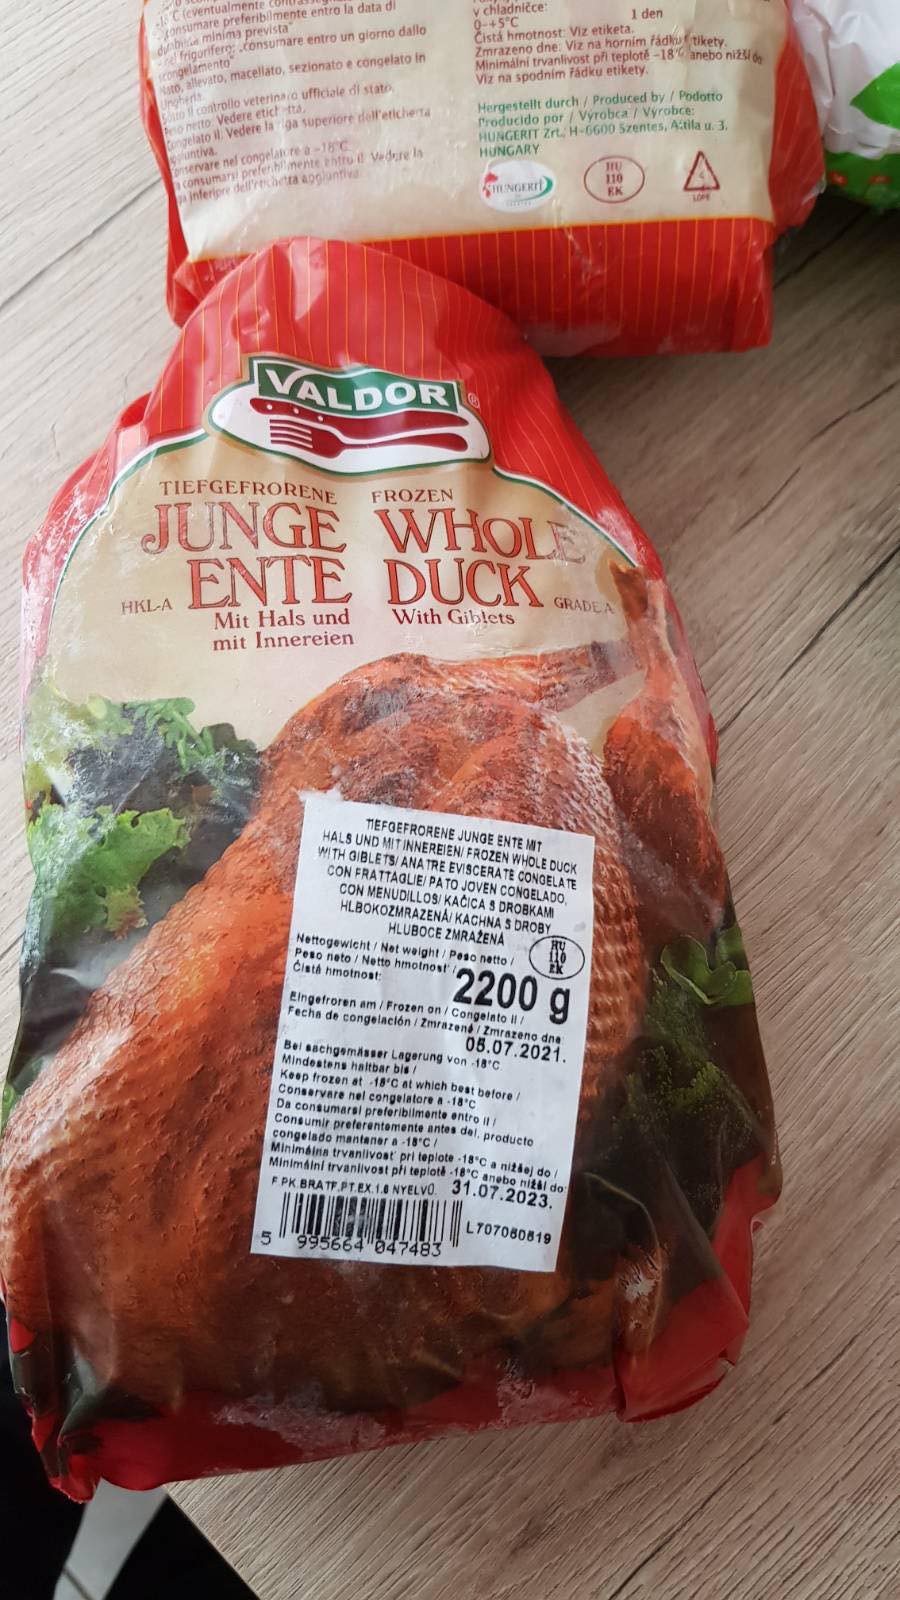 -18°C (eventualmente
consumare preferibilmente entro la data di
minima prevista"
frigorifero: „consumare entro un giorno dallo
scongelamento"
Nato, allevato, macellato, sezionato e congelato in
Ungheria.
Sotto il controllo veterinaro ufficiale di stato.
Peso netto: Vedere etichetta.
Congelato il: Vedere la riga superiore dell'etichetta
aggiuntiva.
Conservare nel congelatore a -18°C
a consumarsi preferibilmente entro il: Vedere la
inferiore dell'etichetta aggiuntiva.
v chladničce:
0-+5°C 1 den
Čistá hmotnost: Viz etiketa.
Zmrazeno dne: Viz na horním řádku etikety.
Minimální trvanlivost při teplotě -18°C anebo nižší do:
Viz na spodním řádku etikety.
Hergestellt durch / Produced by / Podotto
Producido por / Výrobca / Výrobce:
HUNGERIT Zrt., H-6600 Szentes, Attila u. 3.
HUNGARY
HUNGERIT
HU
110
EK
4
LDPE
VALDOR®
TIEFGEFRORENE
JUNGE
ENTE
HKL-A
Mit Hals und
mit Innereien
FROZEN
WHOLE
DUCK
GRADE A
With Giblets
TIEFGEFRORENE JUNGE ENTE MIT
HALS UND MIT INNEREIEN/ FROZEN WHOLE DUCK
WITH GIBLETS/ ANATRE EVISCERATE CONGELATE
CON FRATTAGLIE/ PATO JOVEN CONGELADO,
CON MENUDILLOS/ KAČICA S DROBKAMI
HLBOKOZMRAZENÁ/ KACHNA S DROBY
HLUBOCE ZMRAŽENÁ
HU
110
EK
Nettogewicht / Net weight / Peso netto /
Peso neto / Netto hmotnosť /
Čistá hmotnost:
2200 g
Eingefroren am / Frozen on / Congelato il /
Fecha de congelación / Zmrazené / Zmrazeno dne
05.07.2021.
Bei sachgemässer Lagerung von -18°C
Mindestens haltbar bis /
Keep frozen at -18°C at which best before /
Conservare nel congelatore a -18°C
Da consumarsi preferibilmente entro il /
Consumir preferentemente antes del, producto
congelado mantener a -18°C /
Minimálna trvanlivosť pri teplote -18°C a nižšej do /
Minimální trvanlivost při teplotě -18°C anebo nižší do:
F.PK.BRATF.PT.EX.1.6 NYELVŰ. 31.07.2023.
5 995664 047483
L707060619